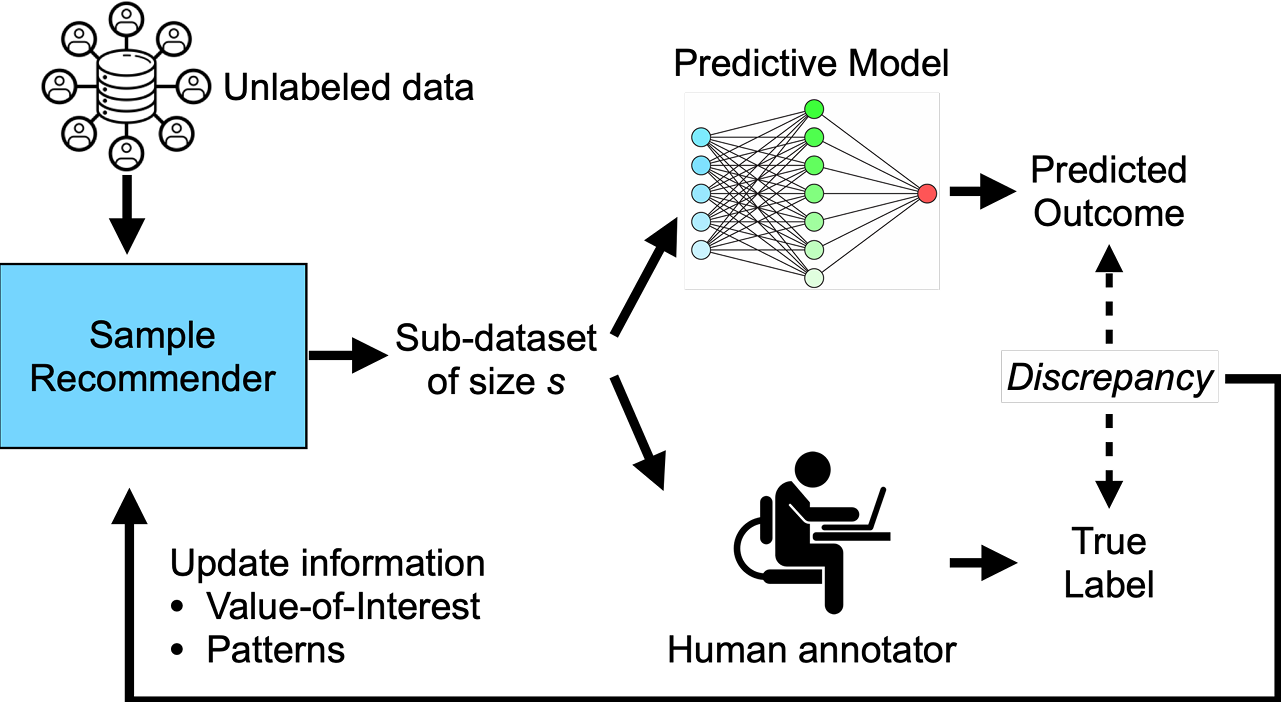 Unlabeled data
Predictive Model
Predicted
Outcome
Sample
Recommender
Sub-dataset
of size s
Discrepancy
True
Label
Update information
• Value-of-Interest
• Patterns
Human annotator